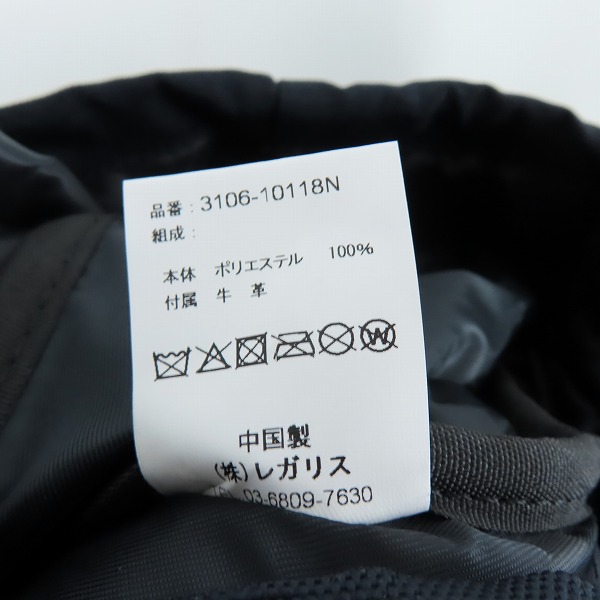 品番：3106-10118N
組成：
本体 ポリエステル 100%
付属 牛 革
中国製
(株)レガリス
TEL 03-6809-7630